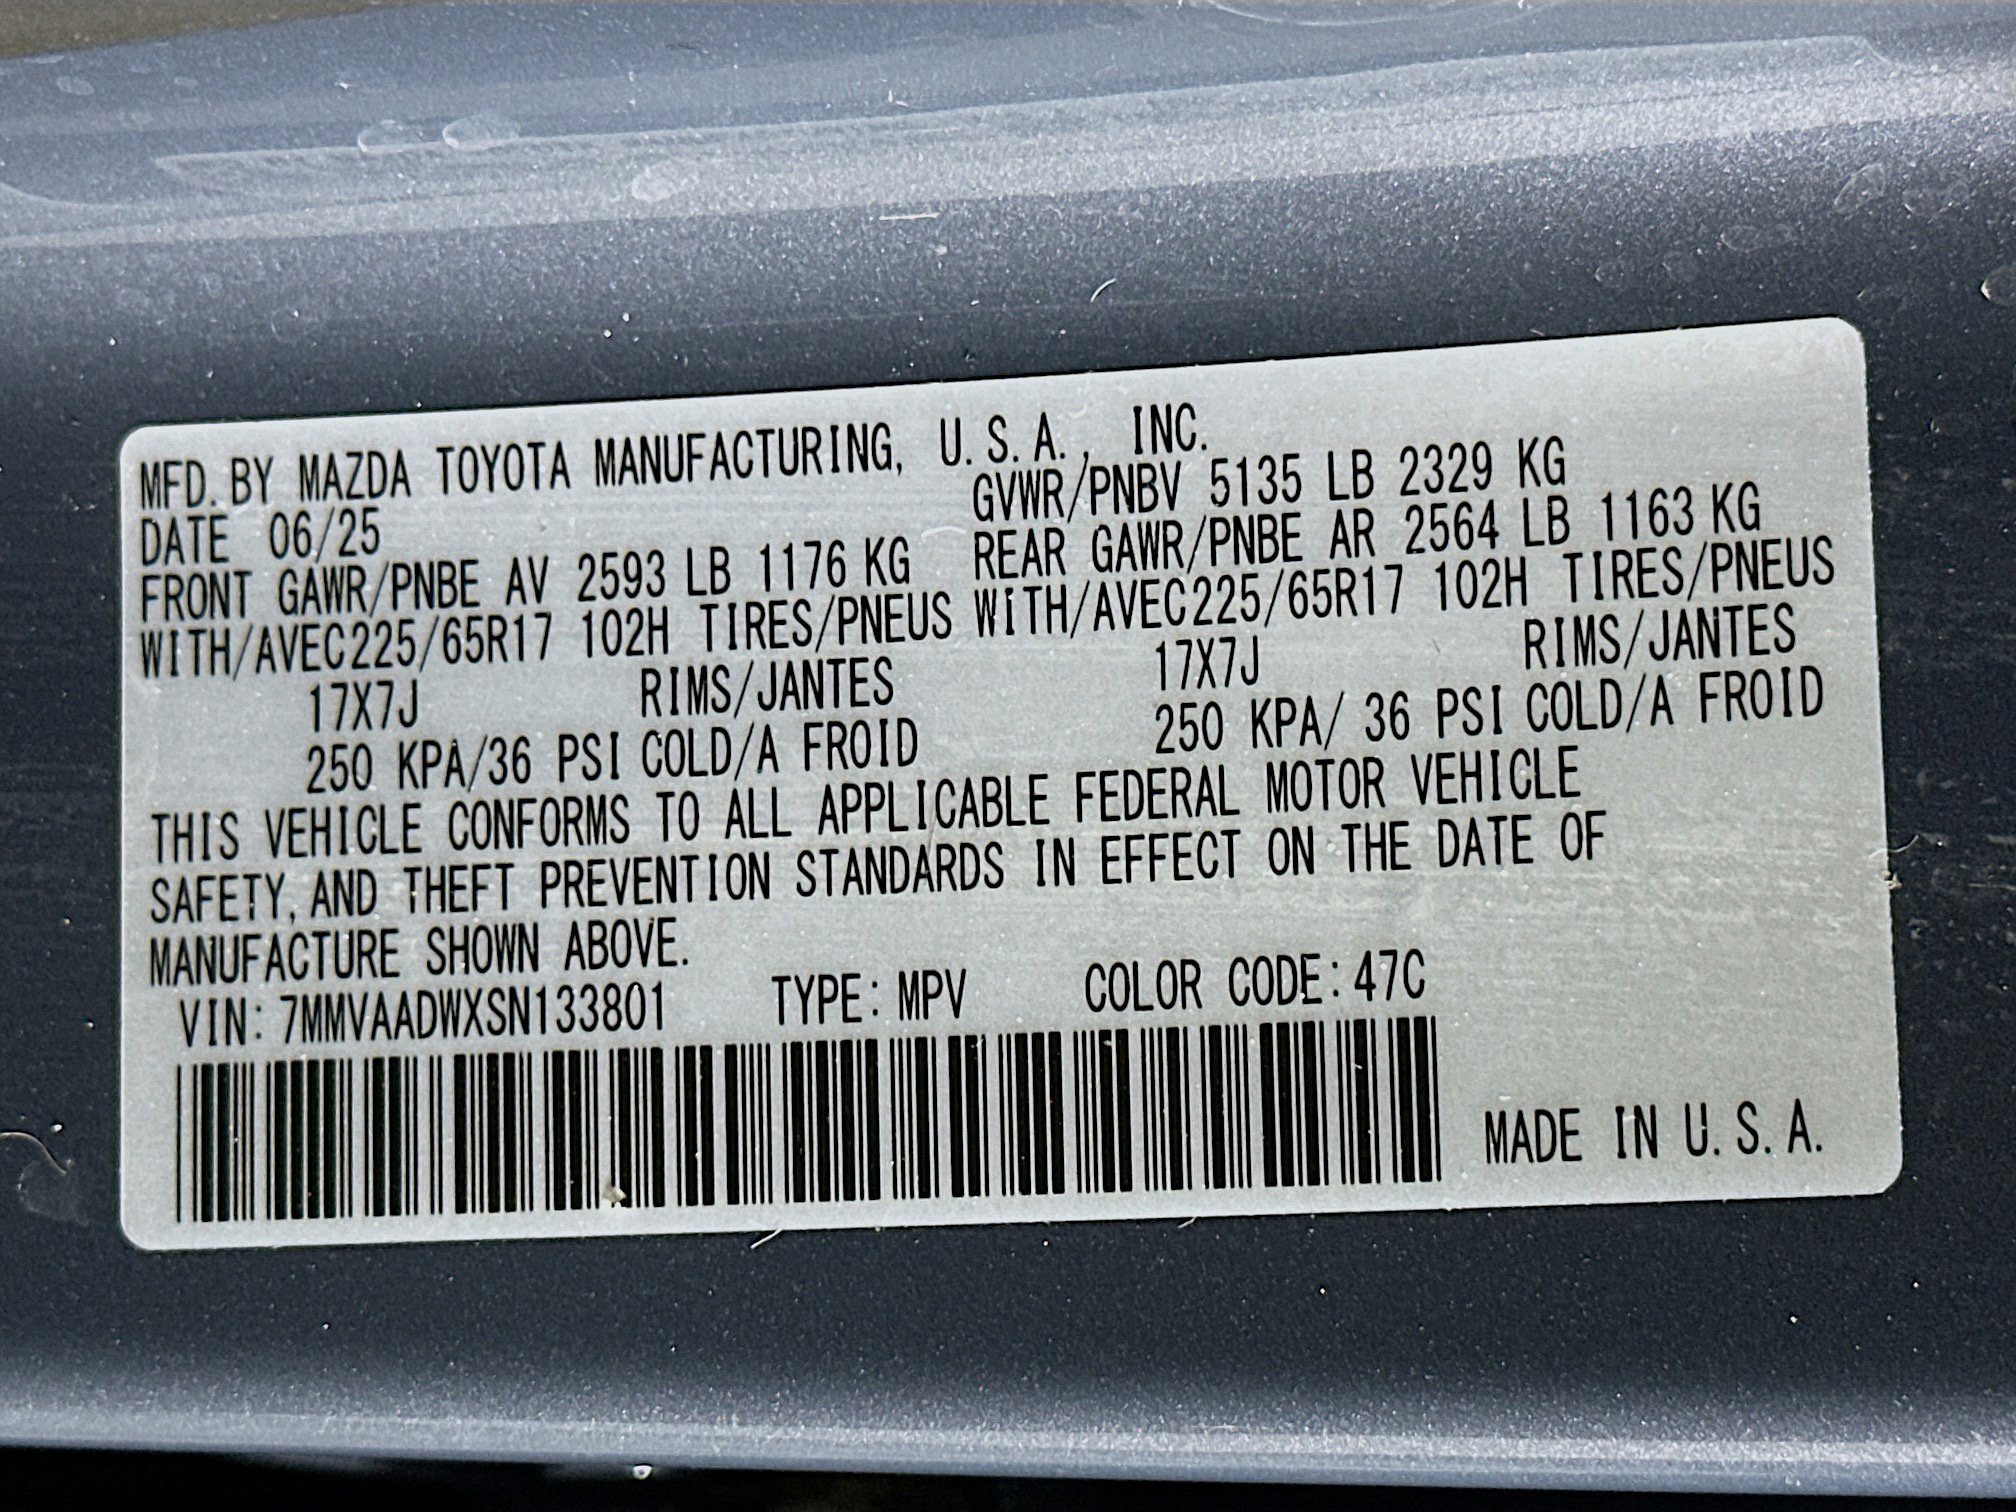 MFD. BY MAZDA TOYOTA MANUFACTURING, U.S.A., INC.
DATE 06/25 GVWR/PNBV 5135 LB 2329 KG
FRONT GAWR/PNBE AV 2593 LB 1176 KG REAR GAWR/PNBE AR 2564 LB 1163 KG
WITH/AVEC225/65R17 102H TIRES/PNEUS WITH/AVEC225/65R17 102H TIRES/PNEUS
17X7J RIMS/JANTES 17X7J RIMS/JANTES
250 KPA/36 PSI COLD/A FROID 250 KPA/ 36 PSI COLD/A FROID
THIS VEHICLE CONFORMS TO ALL APPLICABLE FEDERAL MOTOR VEHICLE
SAFETY, AND THEFT PREVENTION STANDARDS IN EFFECT ON THE DATE OF
MANUFACTURE SHOWN ABOVE.
VIN: 7MMVAADWXSN133801 TYPE: MPV COLOR CODE: 47C
MADE IN U.S.A.